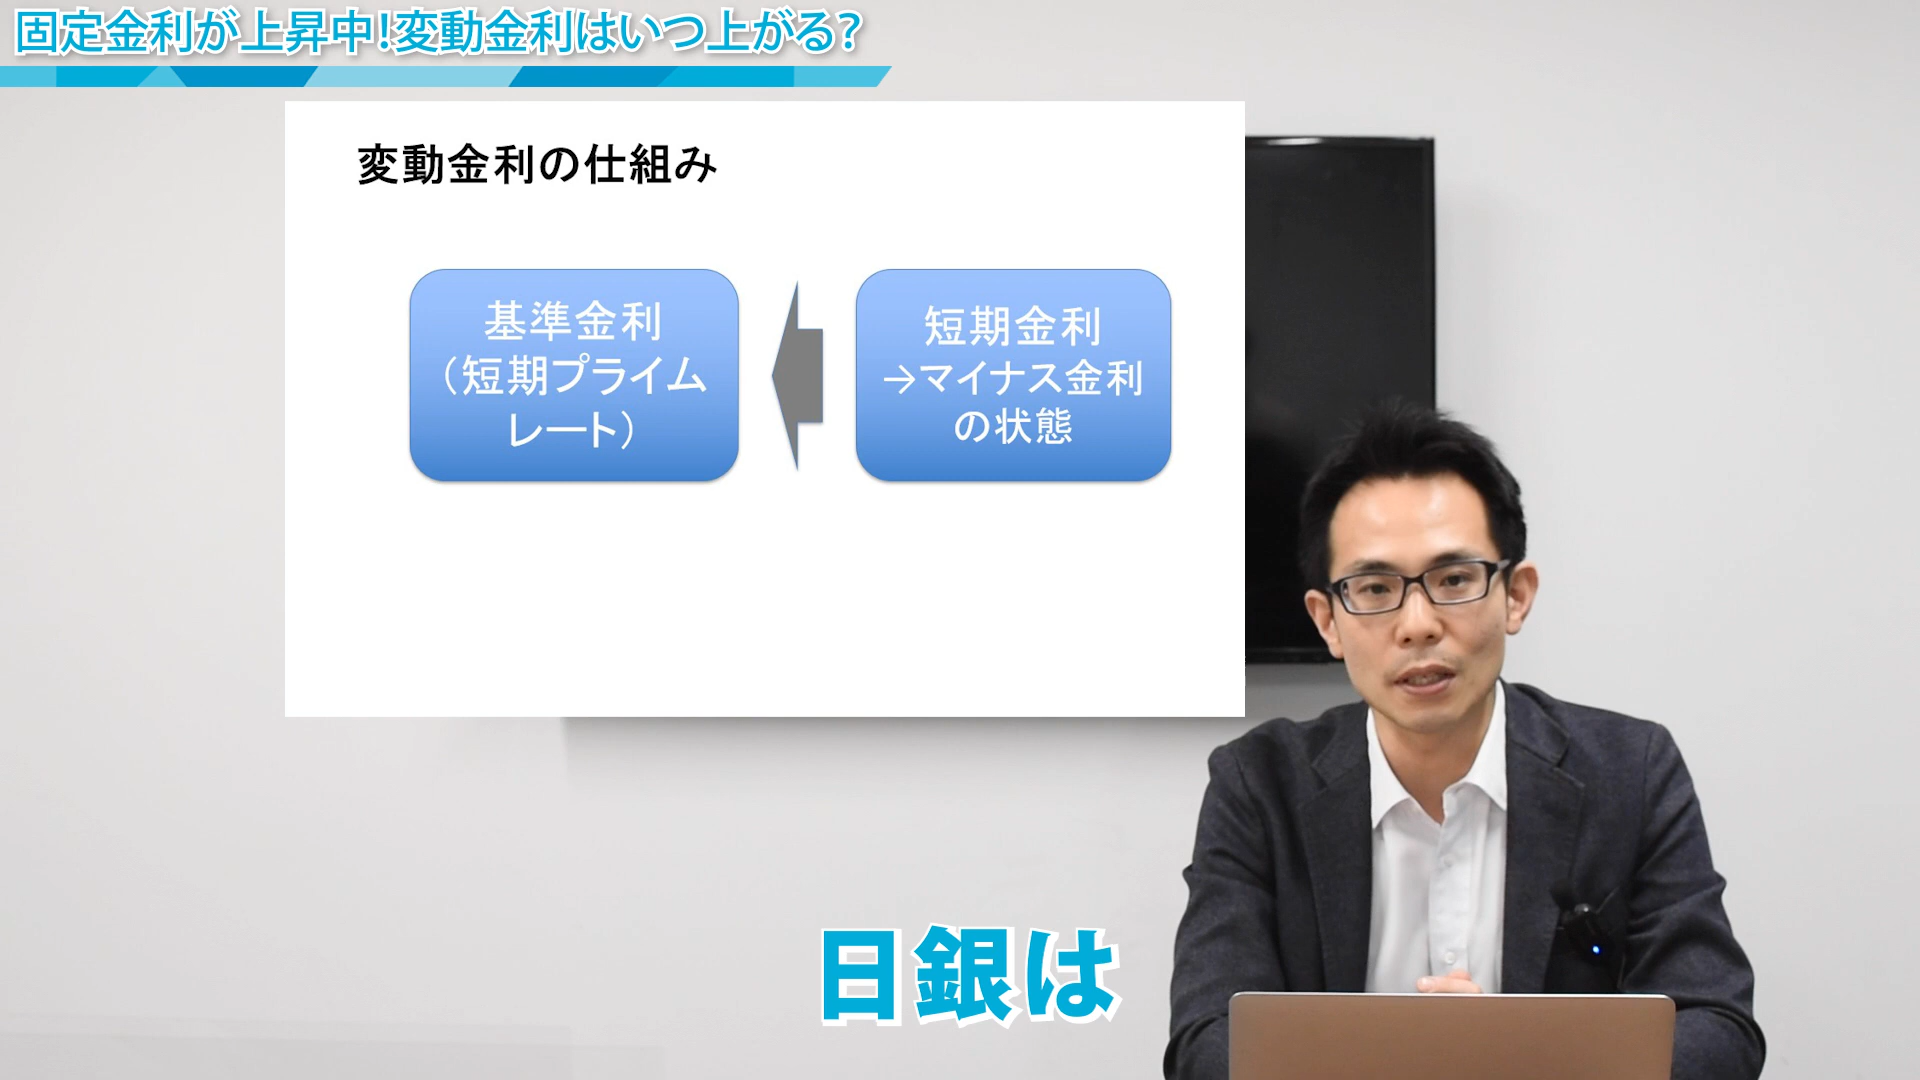 固定金利が上昇中!変動金利はいつ上がる?
変動金利の仕組み
基準金利
(短期プライム
レート)
短期金利
→マイナス金利
の状態
日銀は